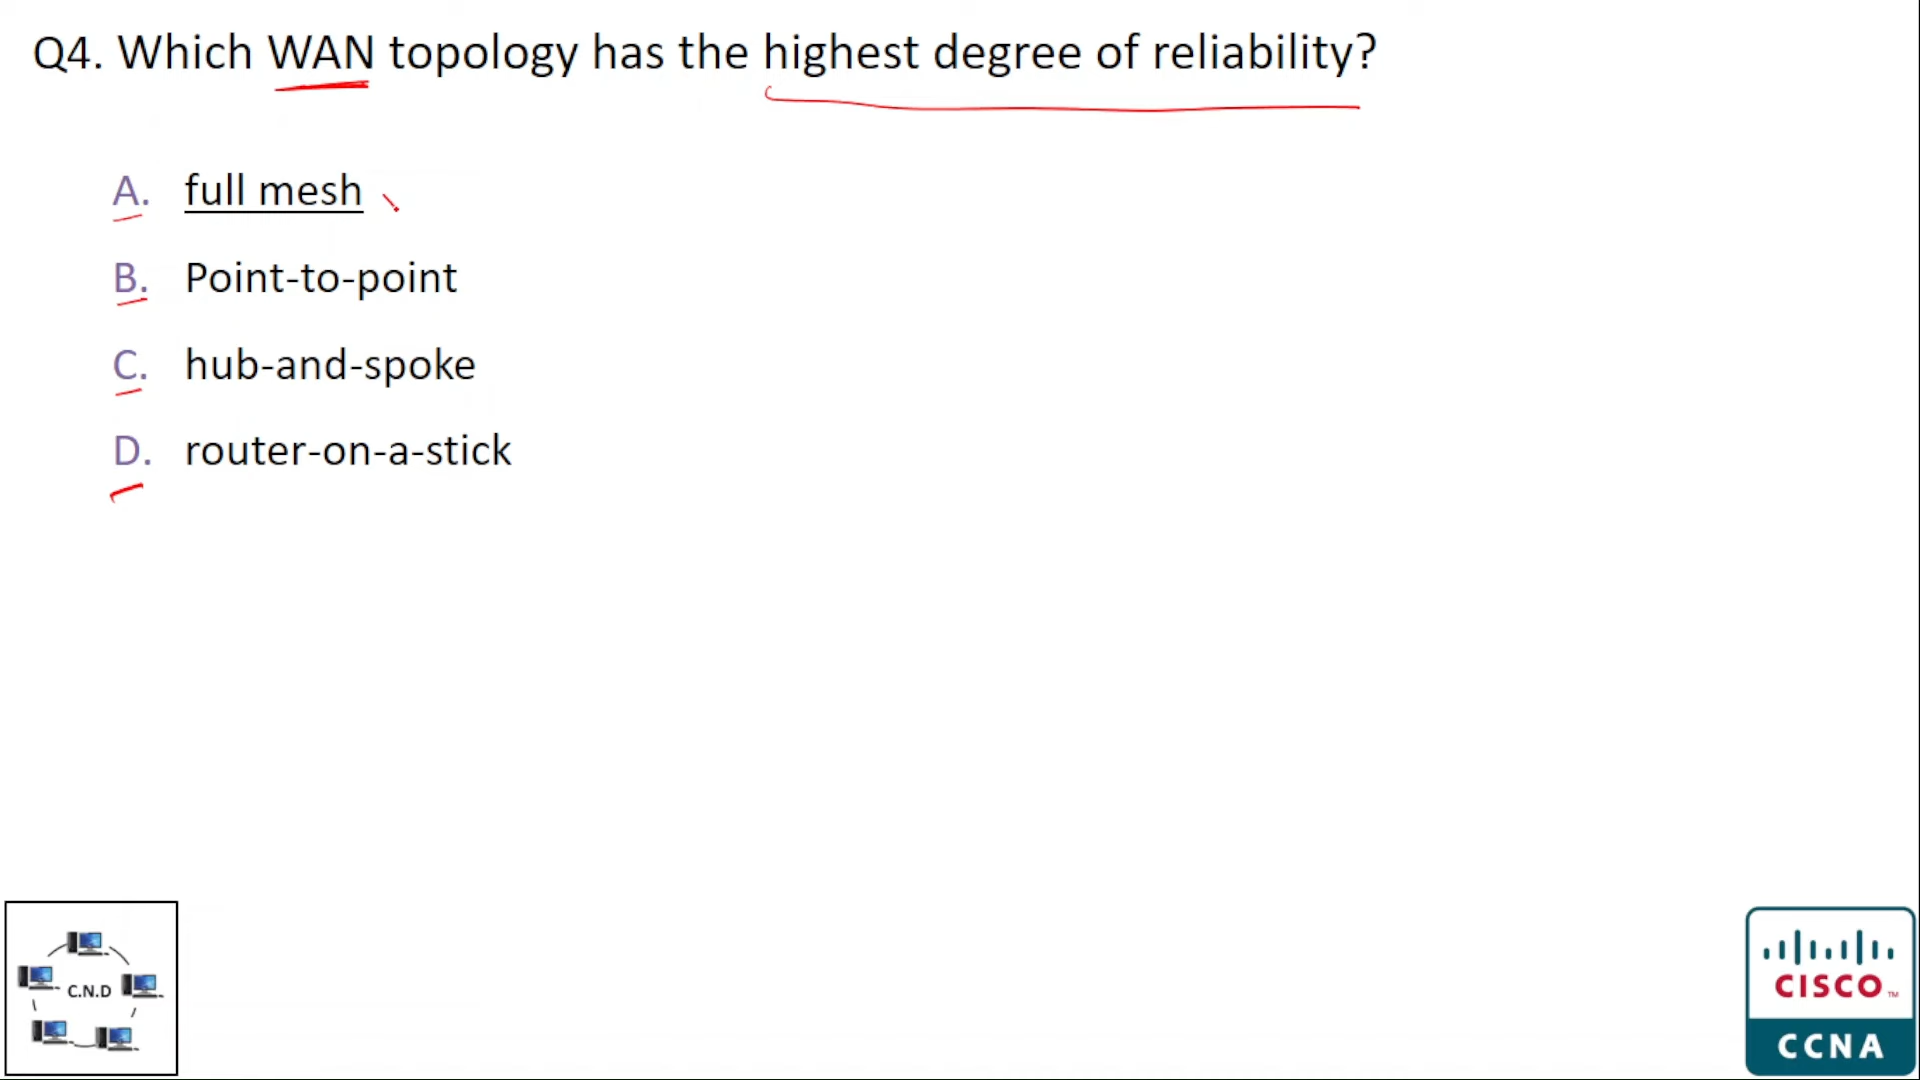 Q4. Which WAN topology has the highest degree of reliability?
A. full mesh
B. Point-to-point
C. hub-and-spoke
D. router-on-a-stick
C.N.D
CISCO™
CCNA